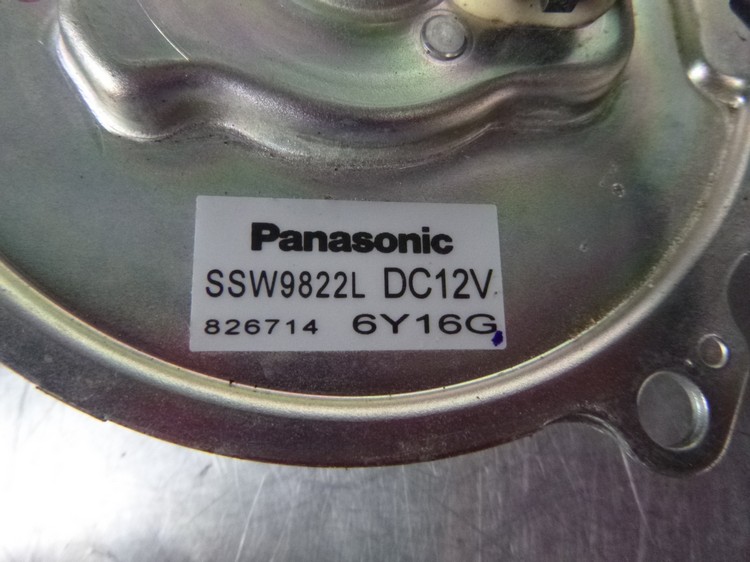 Panasonic
SSW9822L DC12V
826714 6Y16G